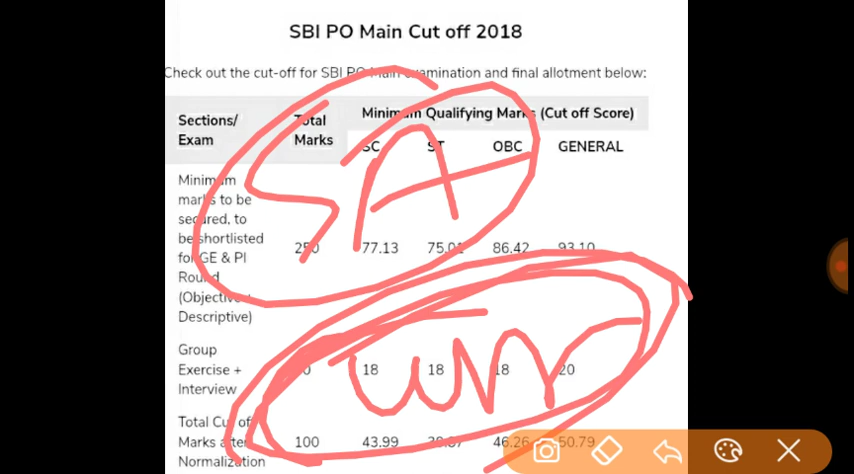 SBI PO Main Cut off 2018
Check out the cut-off for SBI PO Main examination and final allotment below:
Sections/ Exam Total Marks Minimum Qualifying Marks (Cut off Score)
SC ST OBC GENERAL
Minimum
marks to be
secured, to
be shortlisted
for GE & PI
Round
(Objective +
Descriptive)
250 77.13 75.01 86.42 93.10
Group
Exercise +
Interview
18 18 18 20
Total Cut off
Marks after
Normalization
100 43.99 46.26 50.79
SA